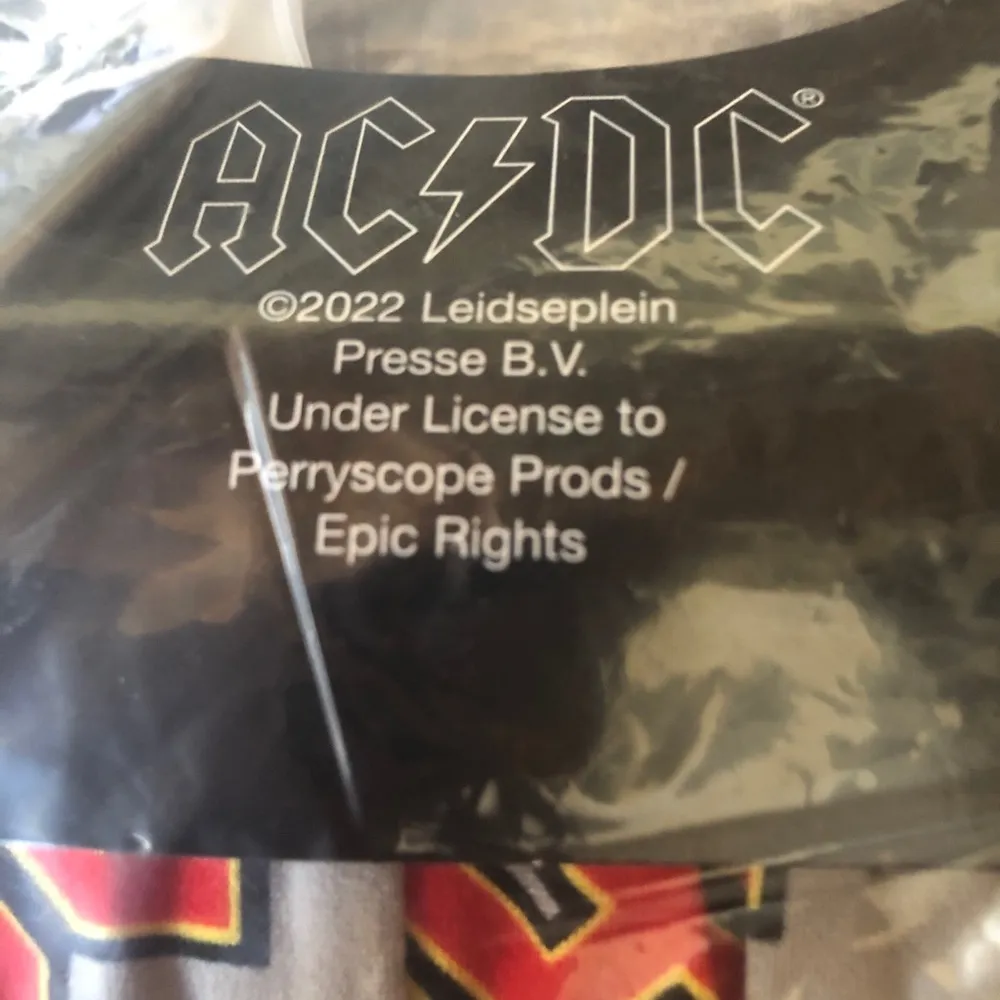 AC⚡DC®
©2022 Leidseplein
Presse B.V.
Under License to
Perryscope Prods /
Epic Rights